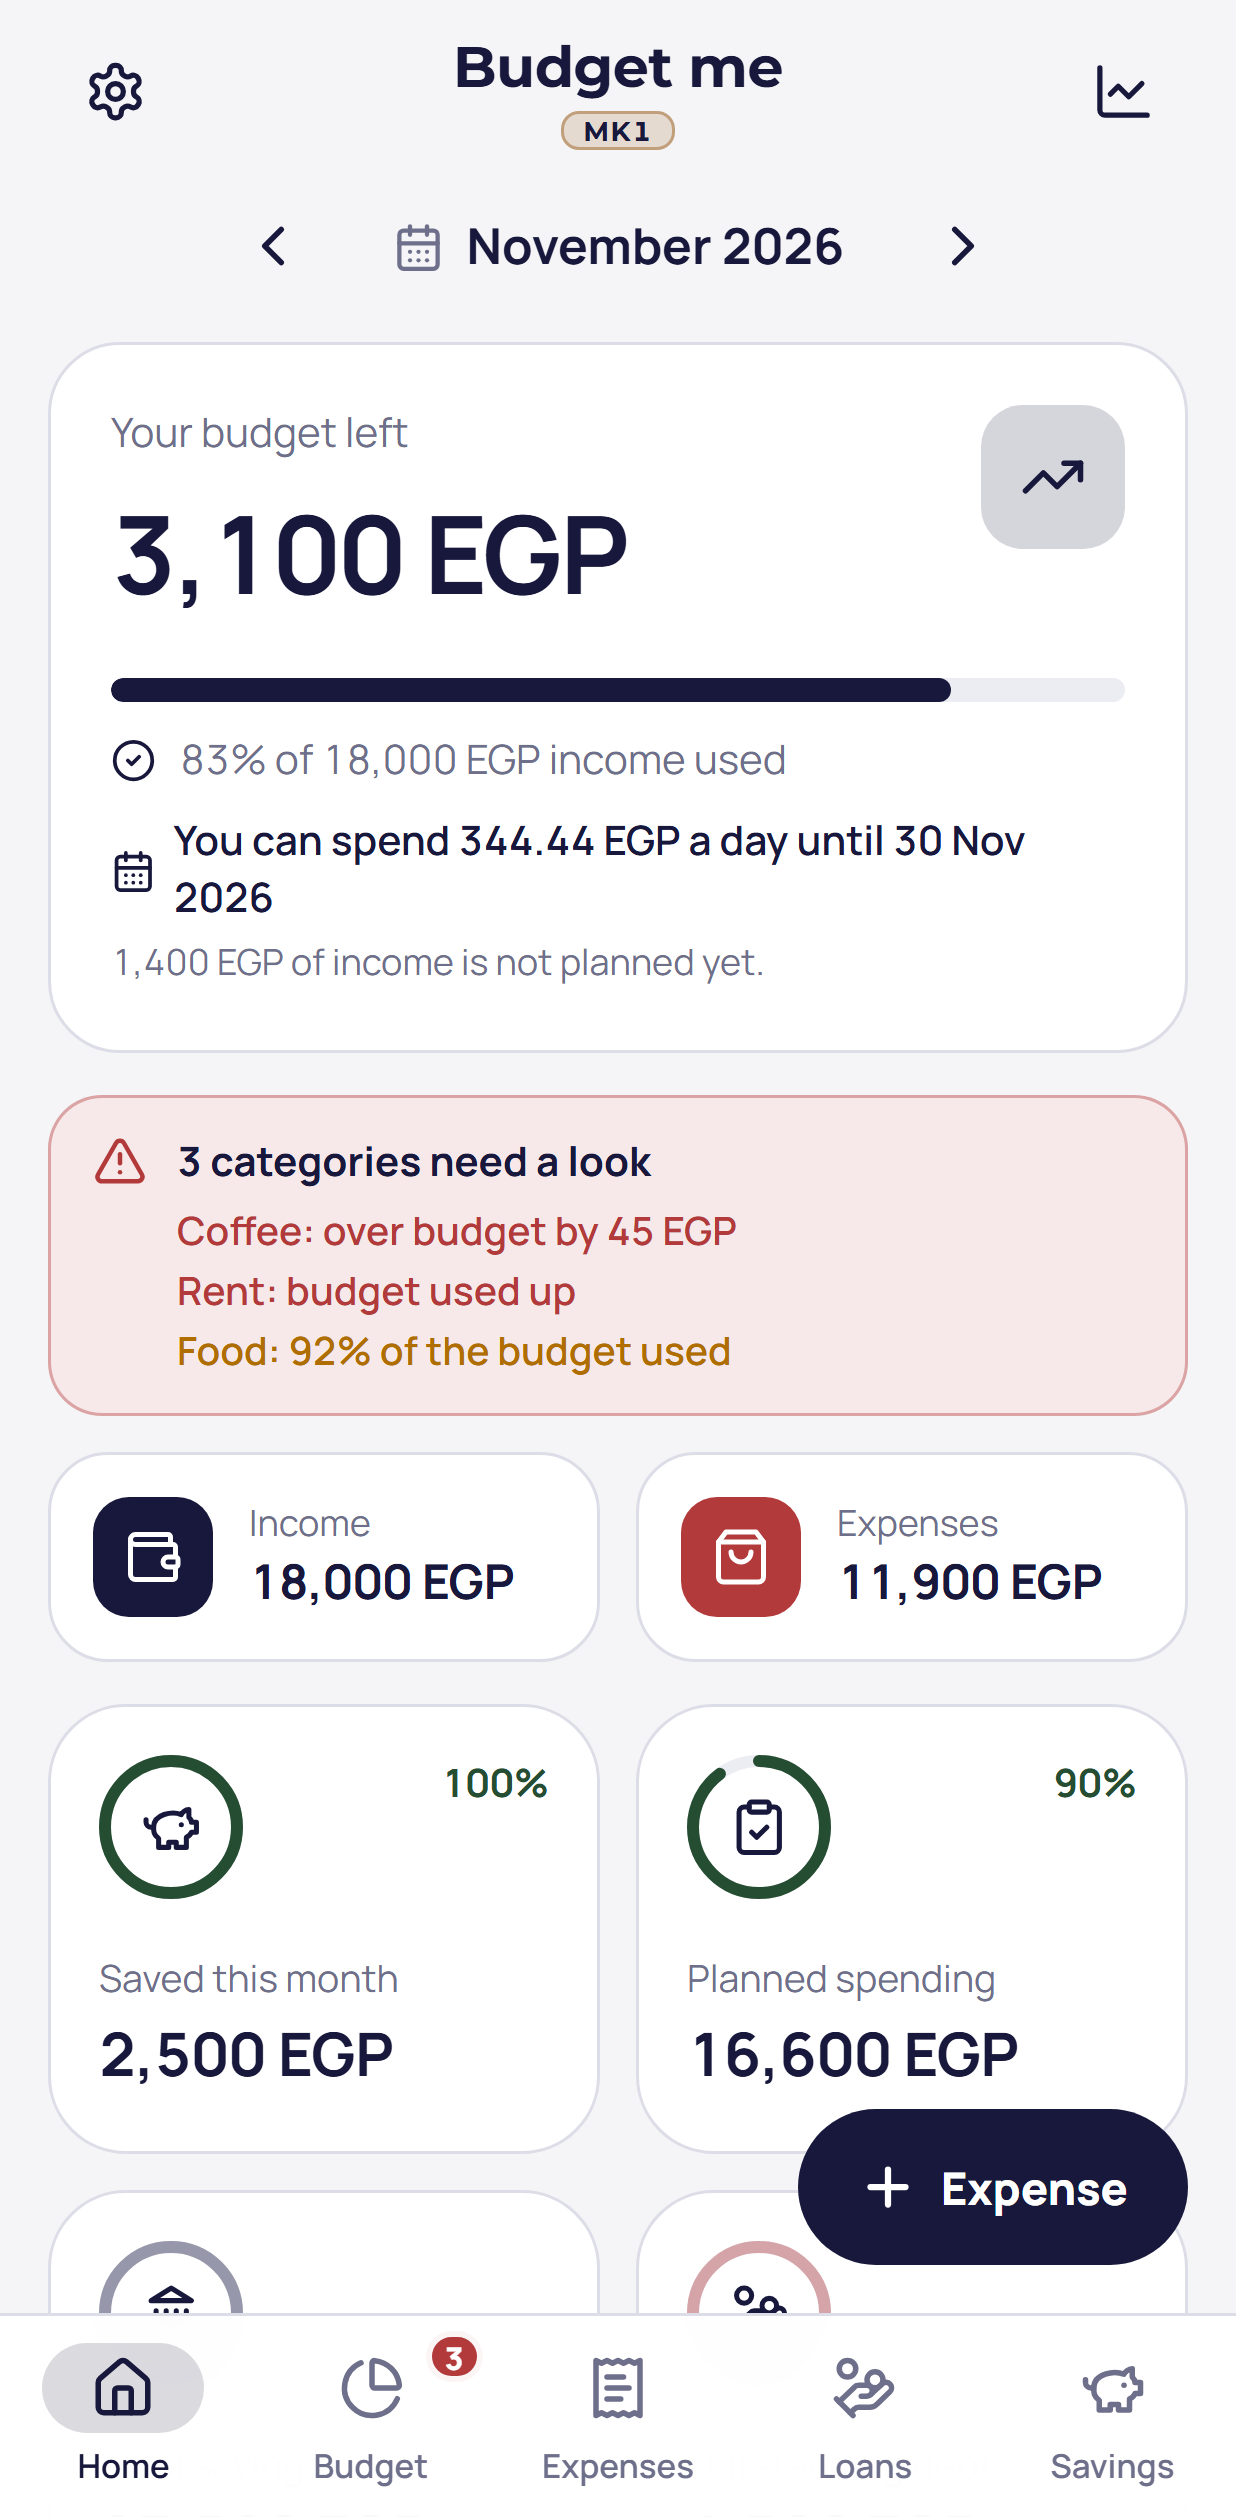 Budget me
MK1
November 2026
Your budget left
3,100 EGP
83% of 18,000 EGP income used
You can spend 344.44 EGP a day until 30 Nov
2026
1,400 EGP of income is not planned yet.
3 categories need a look
Coffee: over budget by 45 EGP
Rent: budget used up
Food: 92% of the budget used
Income
18,000 EGP
Expenses
11,900 EGP
100%
Saved this month
2,500 EGP
90%
Planned spending
16,600 EGP
Expense
3
Home
Budget
Expenses
Loans
Savings